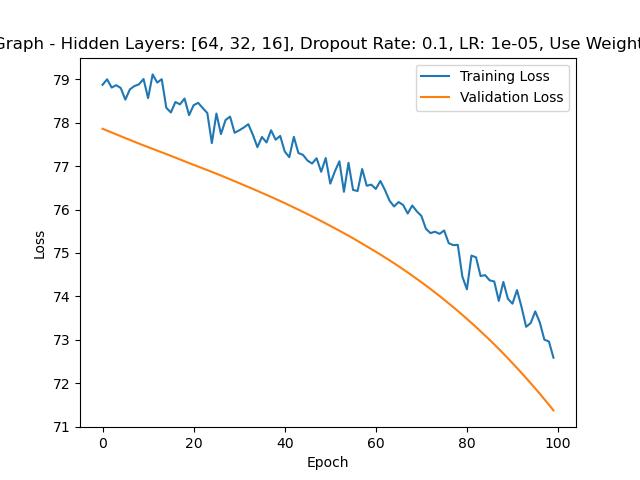 Graph - Hidden Layers: [64, 32, 16], Dropout Rate: 0.1, LR: 1e-05, Use Weight
Training Loss
Validation Loss
79
78
77
76
75
74
73
72
71
Loss
0 20 40 60 80 100
Epoch